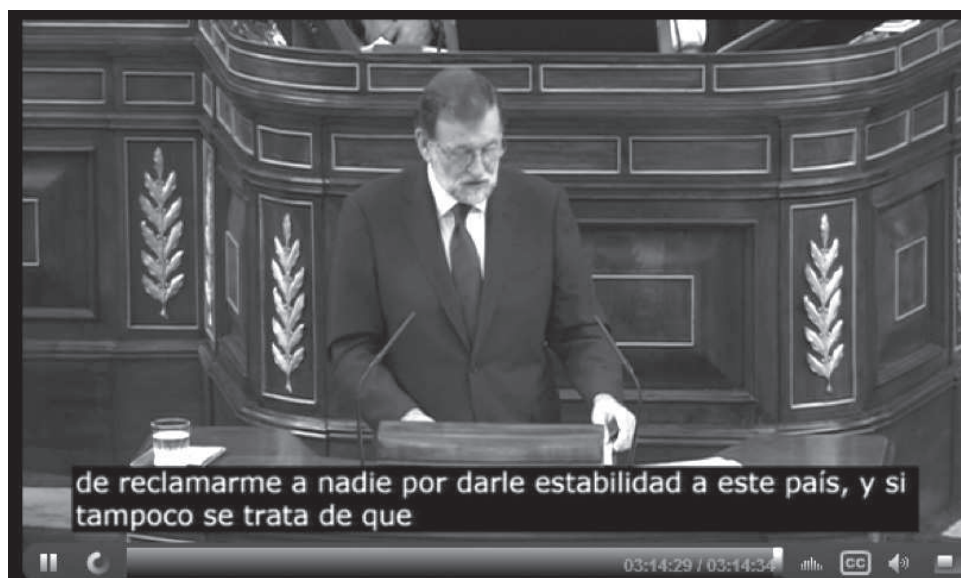 de reclamarme a nadie por darle estabilidad a este país, y si
tampoco se trata de que
03:14:29 / 03:14:34
CC